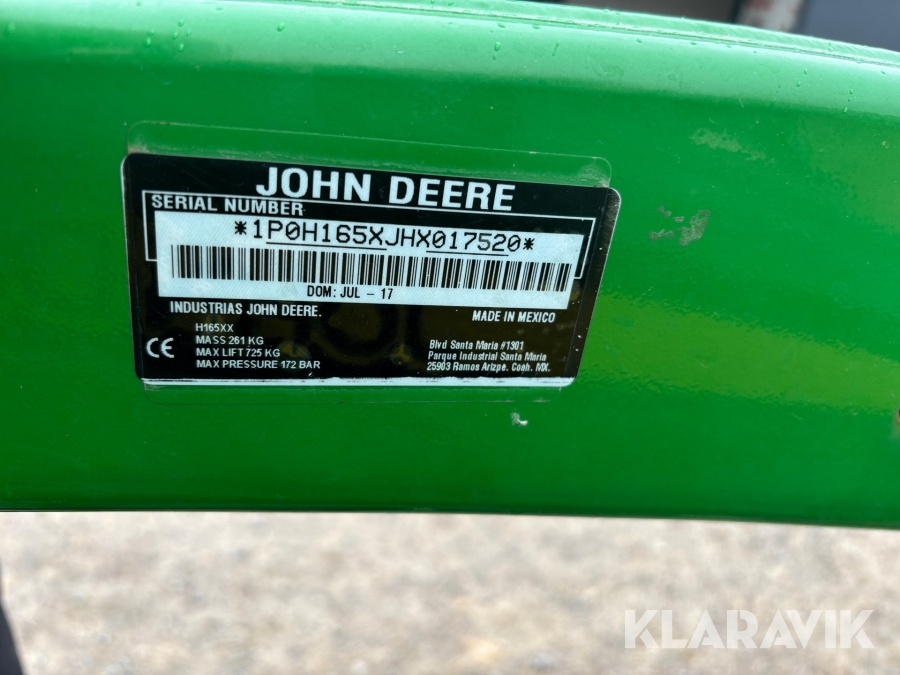 JOHN DEERE
SERIAL NUMBER
*1P0H165XJHX017520*
DOM: JUL - 17
INDUSTRIAS JOHN DEERE.
MADE IN MEXICO
H165XX
MASS 261 KG
MAX LIFT 725 KG
MAX PRESSURE 172 BAR
CE
Blvd Santa Maria #1301
Parque Industrial Santa Maria
25903 Ramos Arizpe. Coah. MX.
KLARAVIK